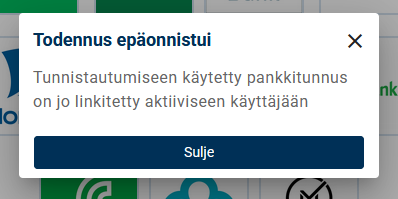 Todennus epäonnistui
Tunnistautumiseen käytetty pankkitunnus
on jo linkitetty aktiiviseen käyttäjään
Sulje